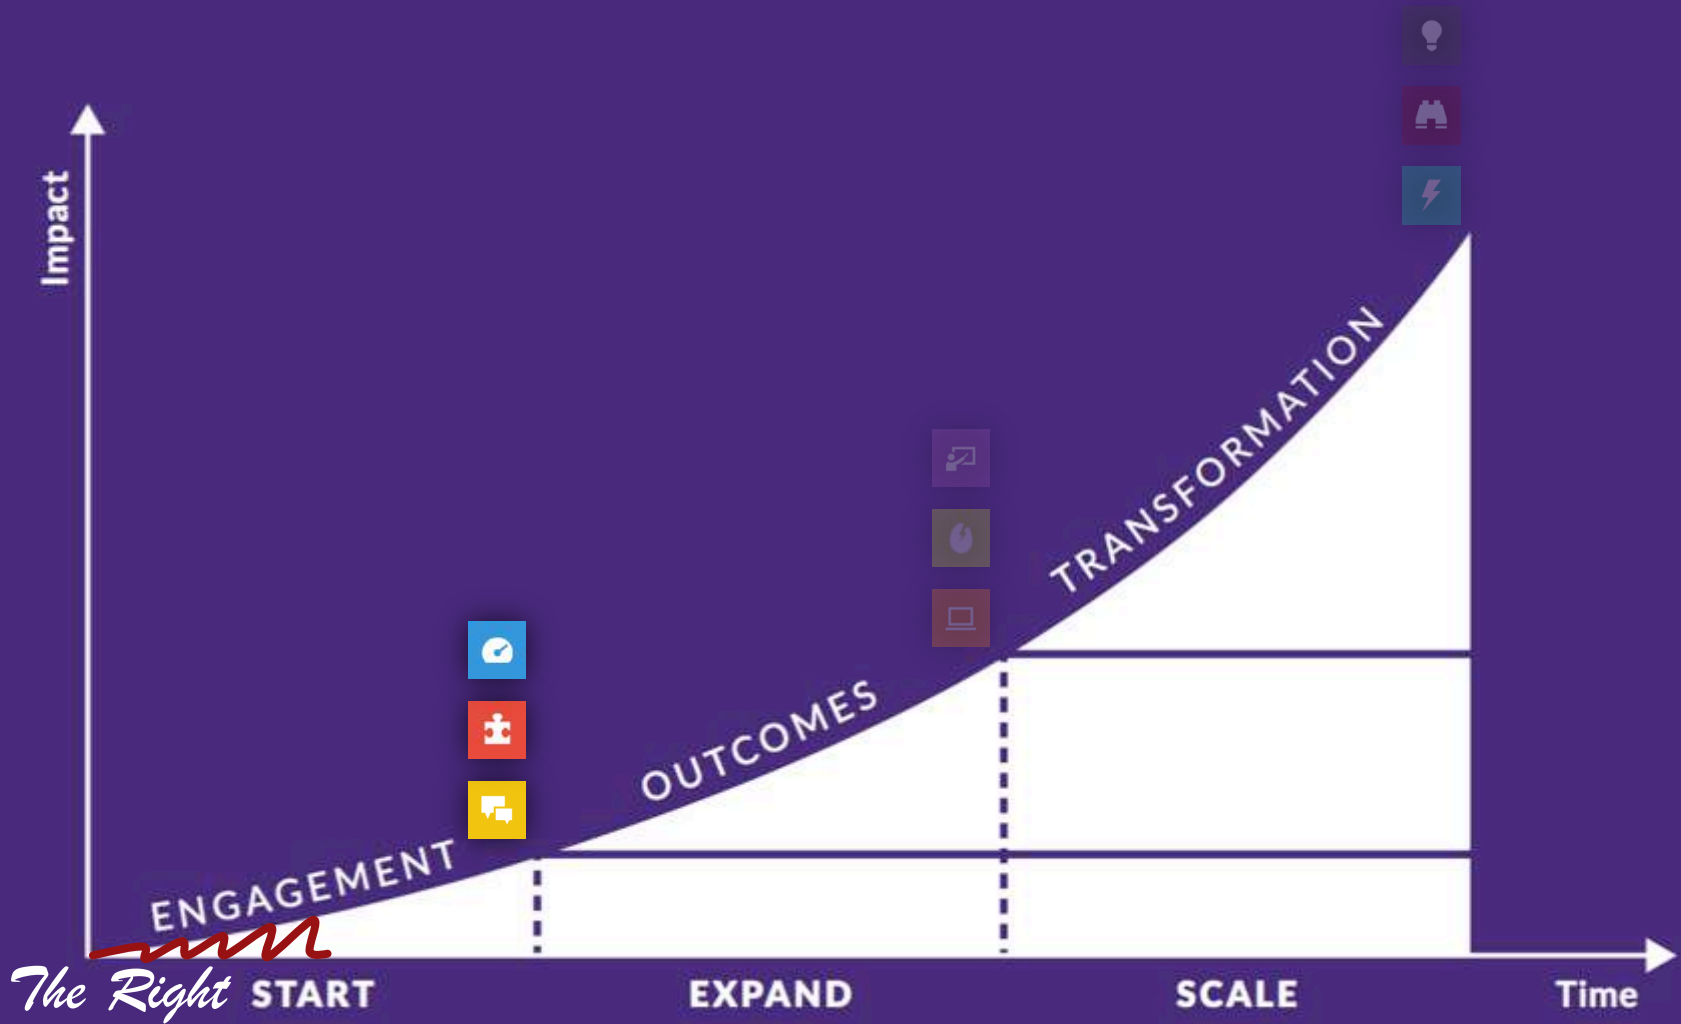 Impact
TRANSFORMATION
OUTCOMES
ENGAGEMENT
The Right START
EXPAND
SCALE
Time